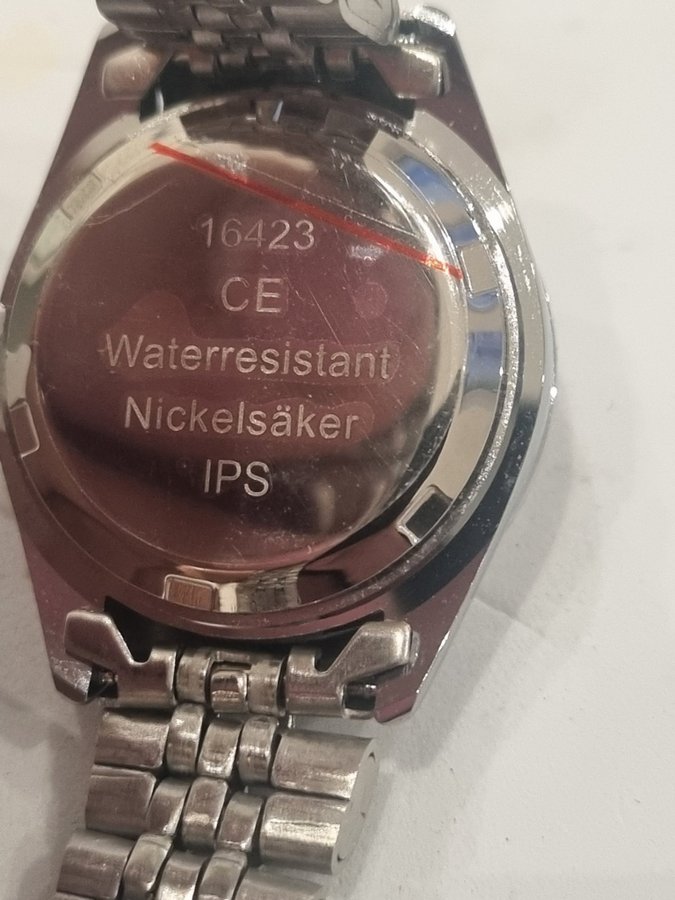 16423
CE
Waterresistant
Nickelsäker
IPS